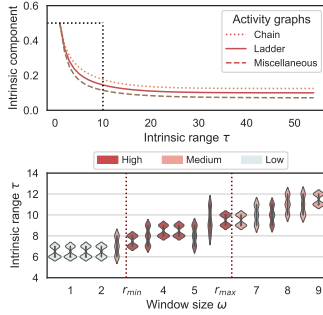 0.6
0.4
0.2
0.0
Intrinsic component
0 10 20 30 40 50
Intrinsic range τ
Activity graphs
Chain
Ladder
Miscellaneous
High Medium Low
14
12
10
8
6
4
Intrinsic range τ
1 2 r_min 4 5 r_max 7 8 9
Window size ω